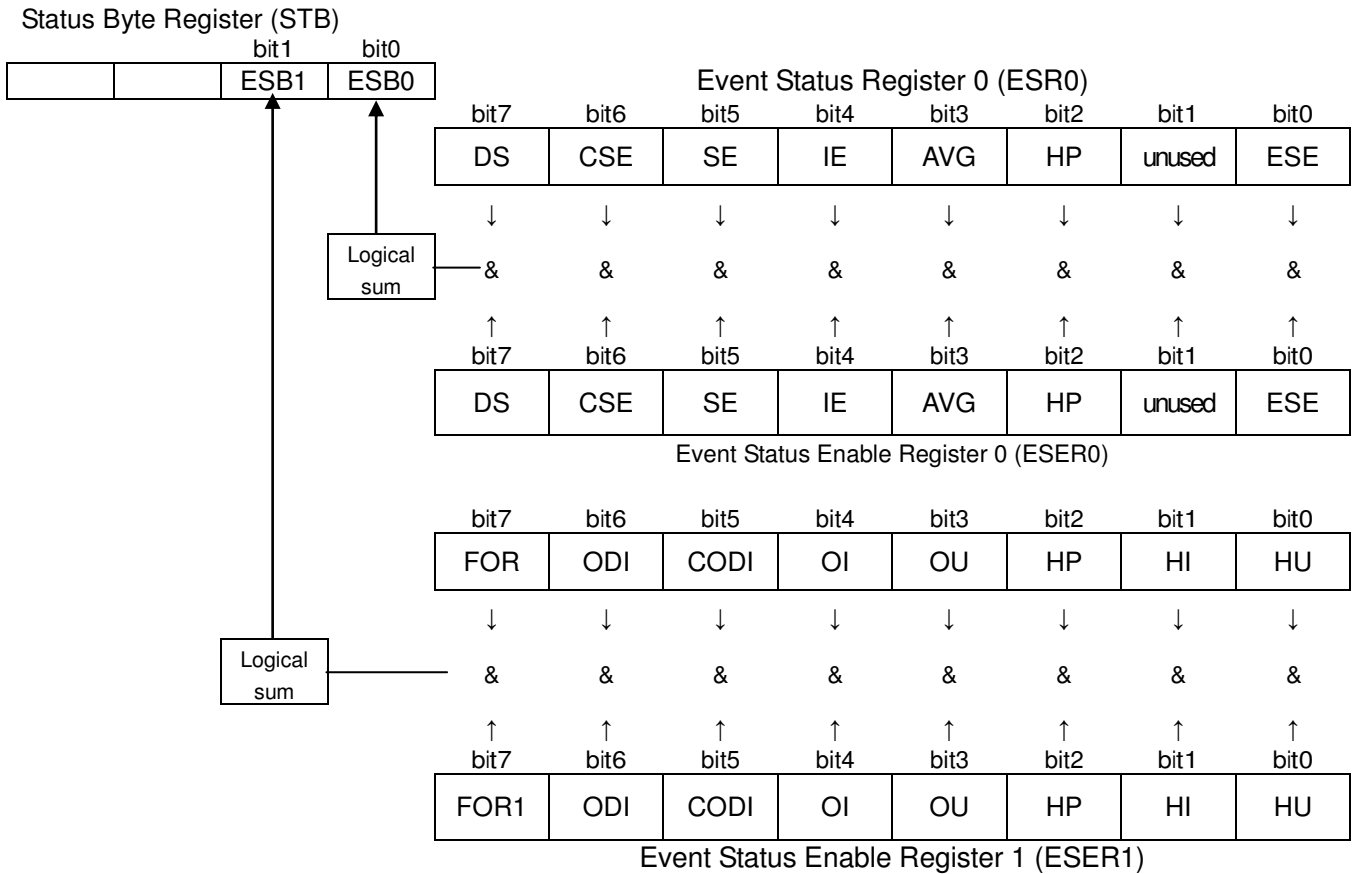 Status Byte Register (STB)
bit1 bit0
ESB1 ESB0
Event Status Register 0 (ESR0)
bit7 bit6 bit5 bit4 bit3 bit2 bit1 bit0
DS CSE SE IE AVG HP unused ESE
↓ ↓ ↓ ↓ ↓ ↓ ↓ ↓
Logical
sum
& & & & & & & &
↑ ↑ ↑ ↑ ↑ ↑ ↑ ↑
bit7 bit6 bit5 bit4 bit3 bit2 bit1 bit0
DS CSE SE IE AVG HP unused ESE
Event Status Enable Register 0 (ESER0)
bit7 bit6 bit5 bit4 bit3 bit2 bit1 bit0
FOR ODI CODI OI OU HP HI HU
↓ ↓ ↓ ↓ ↓ ↓ ↓ ↓
Logical
sum
& & & & & & & &
↑ ↑ ↑ ↑ ↑ ↑ ↑ ↑
bit7 bit6 bit5 bit4 bit3 bit2 bit1 bit0
FOR1 ODI CODI OI OU HP HI HU
Event Status Enable Register 1 (ESER1)